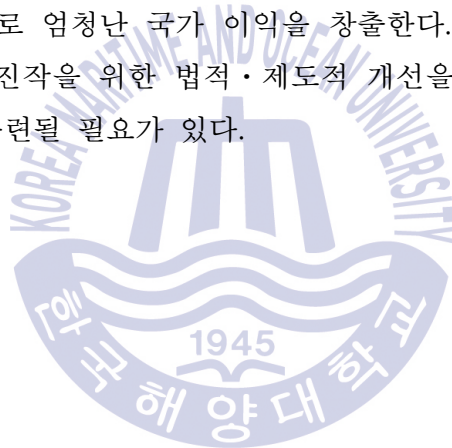 로 엄청난 국가 이익을 창출한다.
진작을 위한 법적·제도적 개선을
련될 필요가 있다.
KOREA MARITIME AND OCEAN UNIVERSITY
1945
한국해양대학교